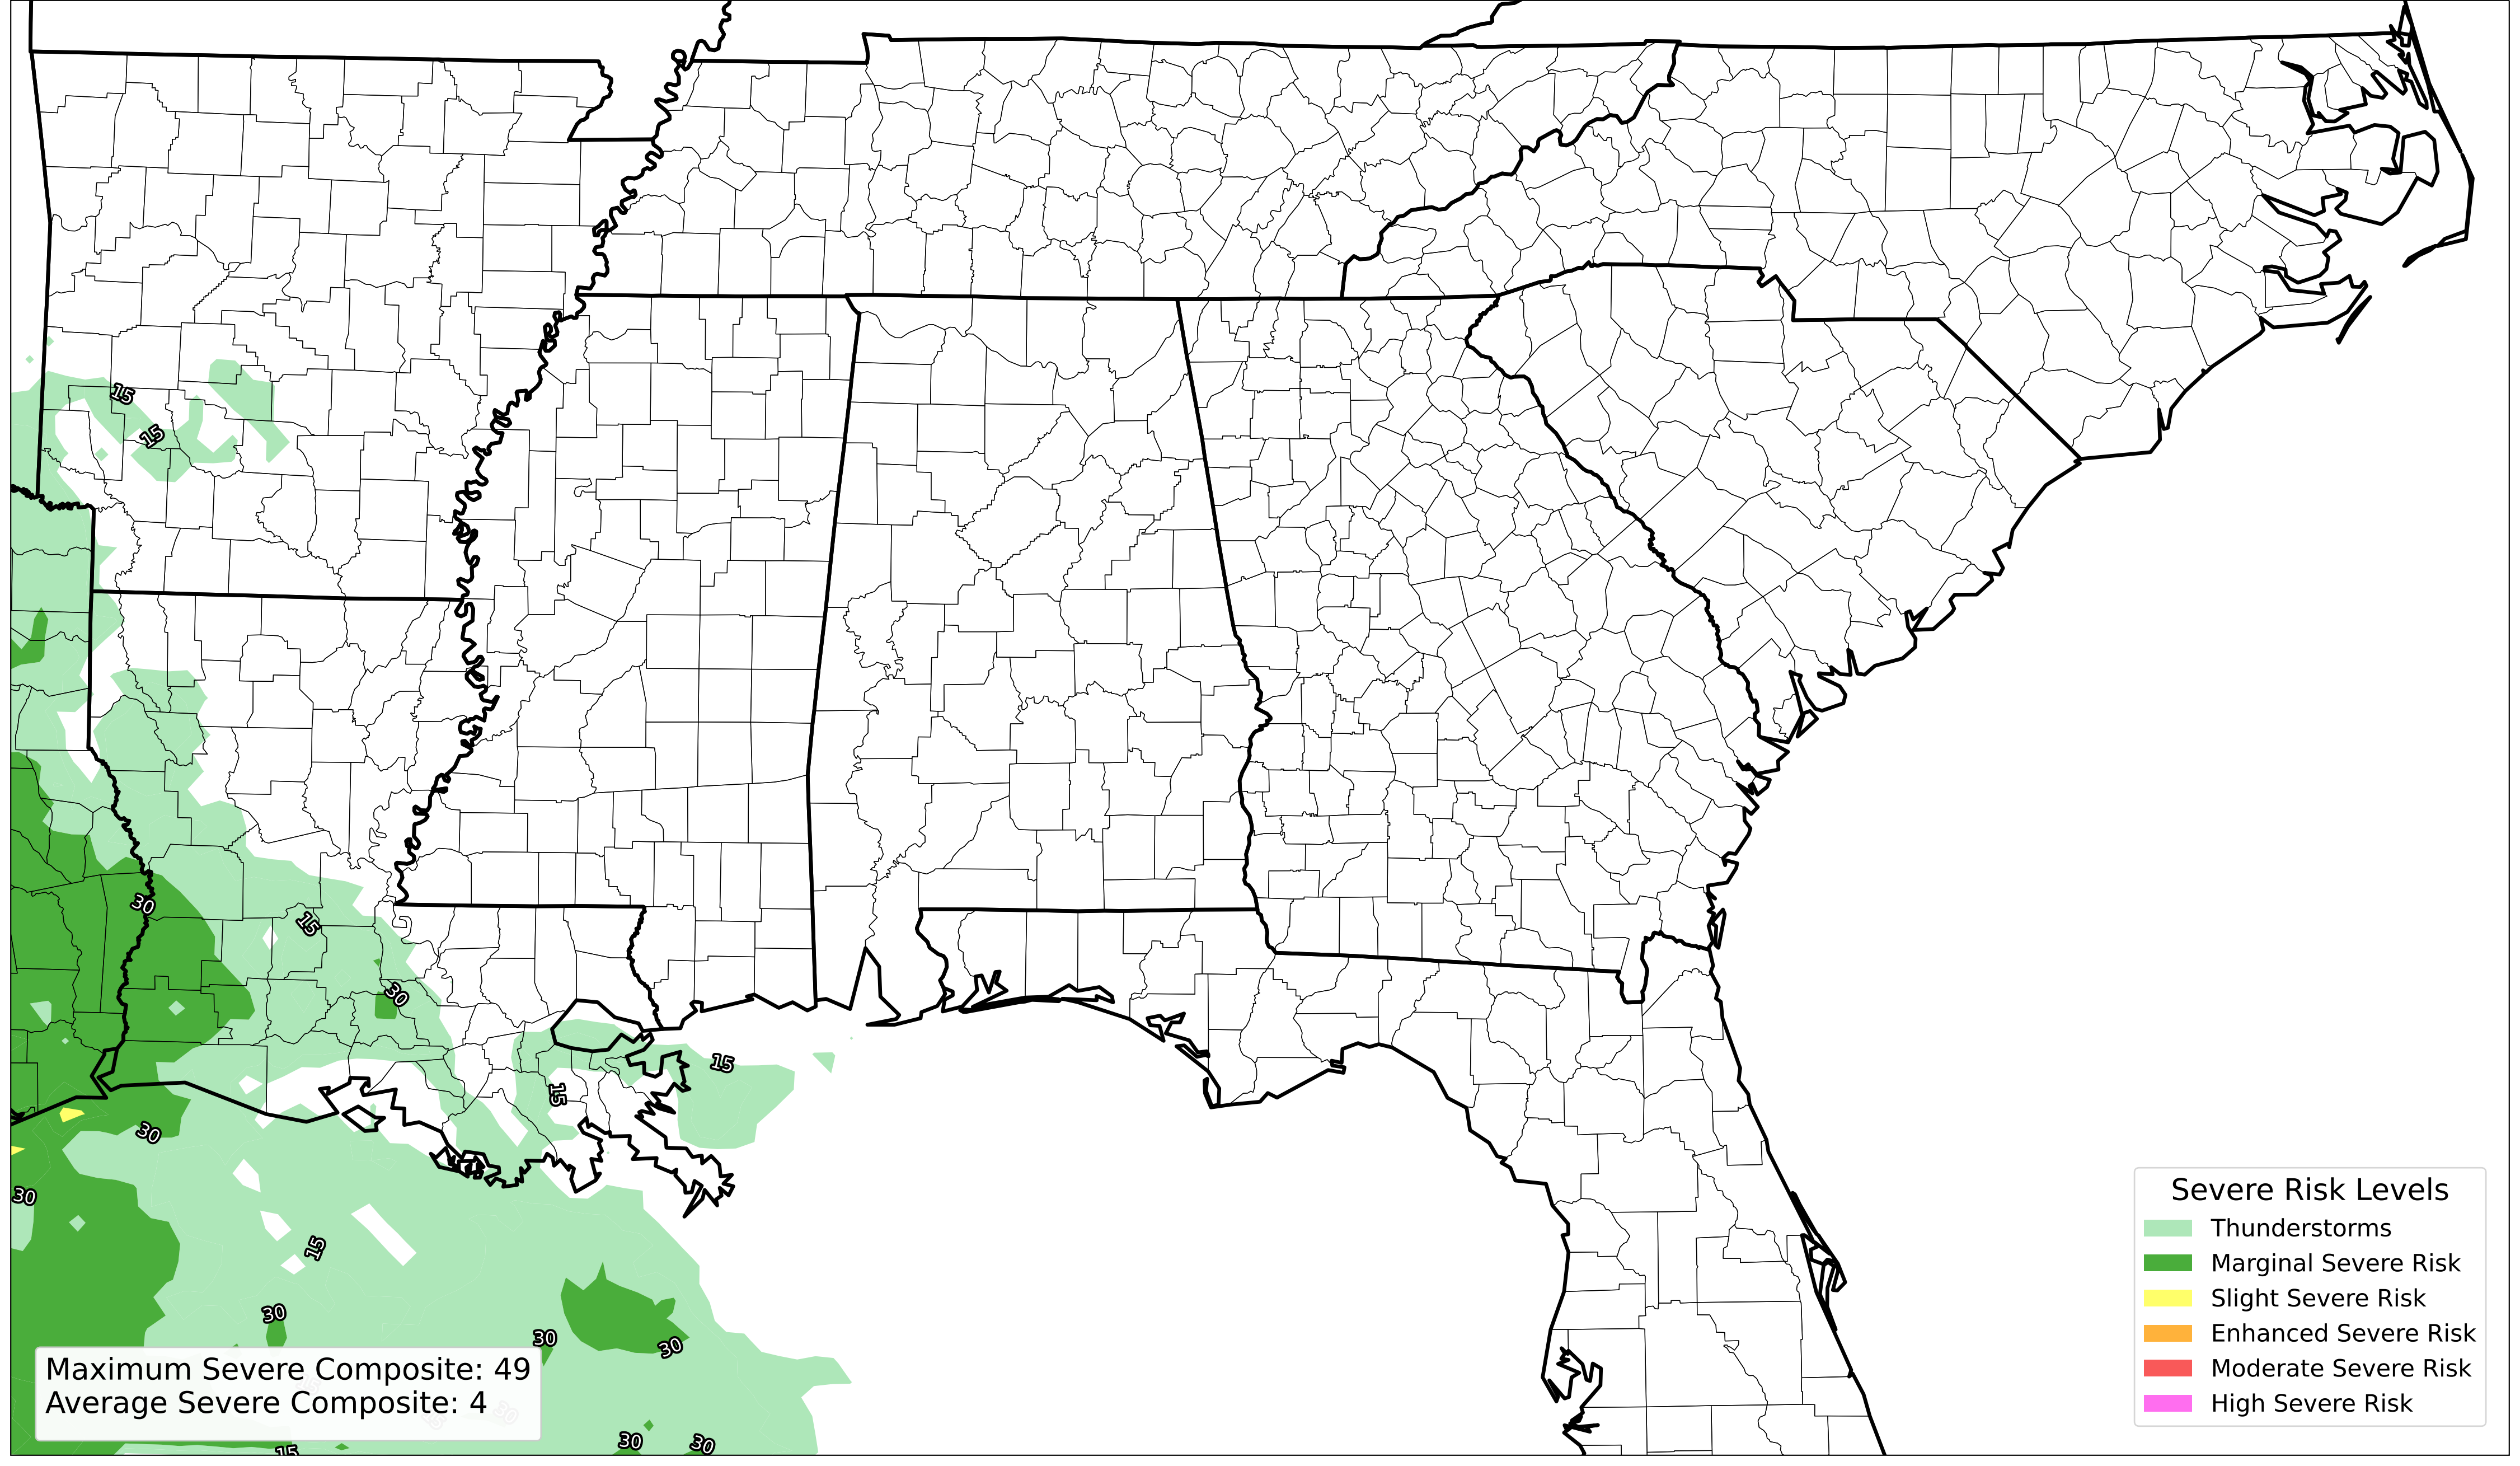 15
15
30
15
30
15
15
30
30
15
30
30
30
30
30
15
Maximum Severe Composite: 49
Average Severe Composite: 4
Severe Risk Levels
Thunderstorms
Marginal Severe Risk
Slight Severe Risk
Enhanced Severe Risk
Moderate Severe Risk
High Severe Risk